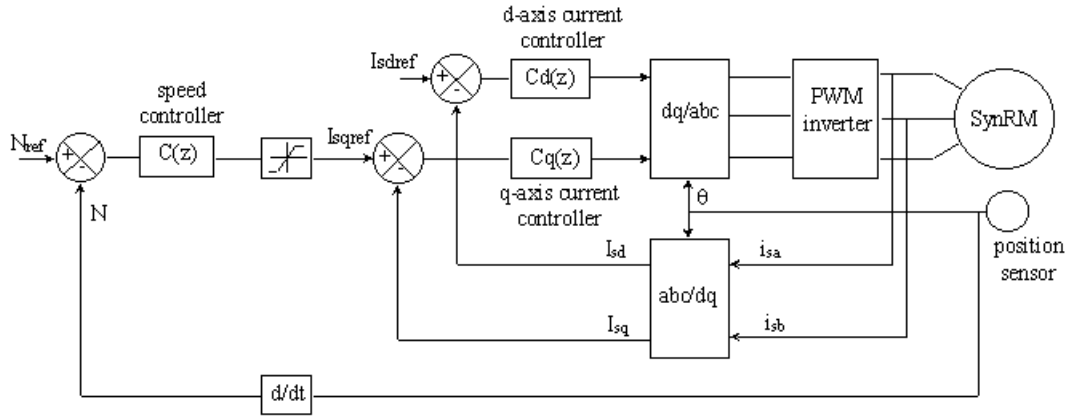 d-axis current
controller
Isdref
+
-
Cd(z)
dq/abc
PWM
inverter
SynRM
speed
controller
Nref
+
-
C(z)
Isqref
+
-
Cq(z)
q-axis current
controller
θ
N
position
sensor
Isd
isa
abc/dq
Isq
isb
d/dt